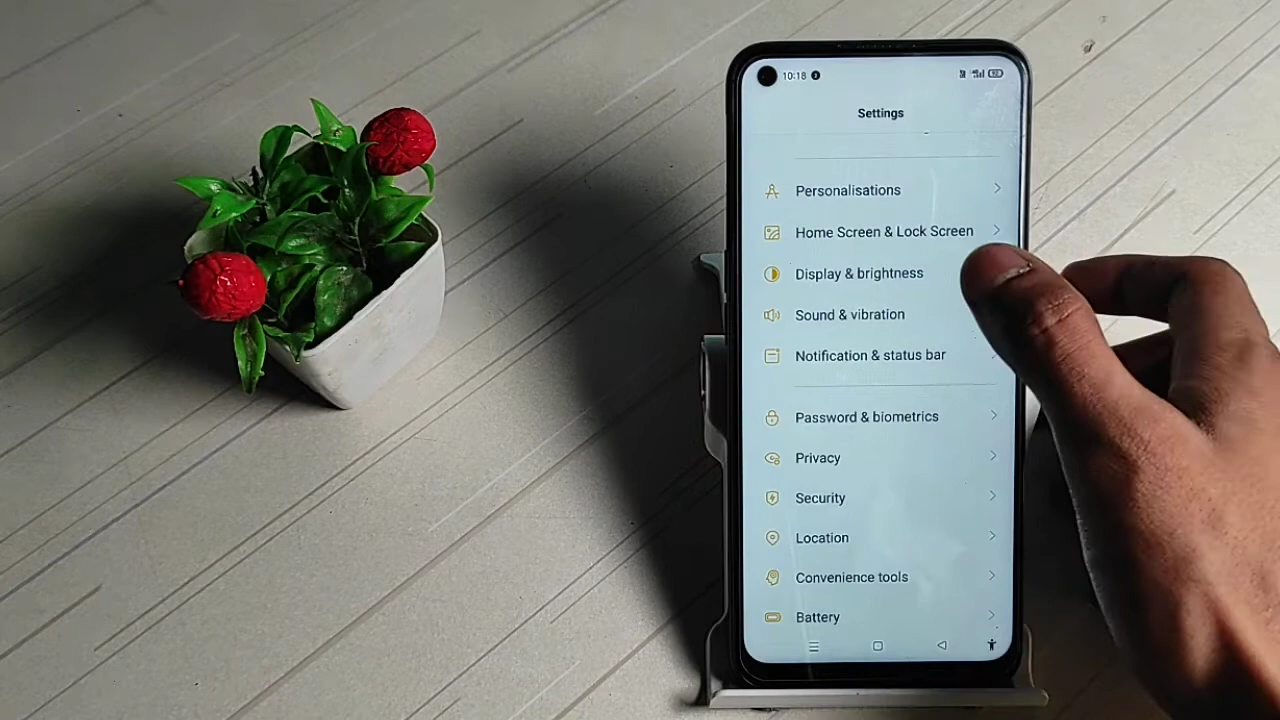 10:18
Settings
Personalisations
Home Screen & Lock Screen
Display & brightness
Sound & vibration
Notification & status bar
Password & biometrics
Privacy
Security
Location
Convenience tools
Battery